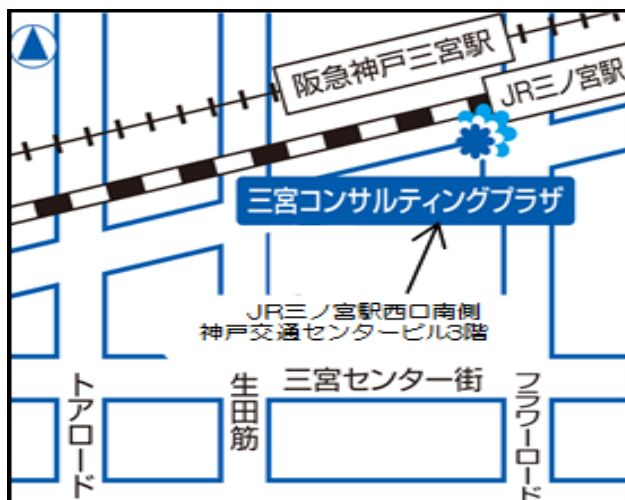 阪急神戸三宮駅
JR三ノ宮駅
三宮コンサルティングプラザ
JR三ノ宮駅西口南側
神戸交通センタービル3階
三宮センター街
トアロード
生田筋
フラワーロード